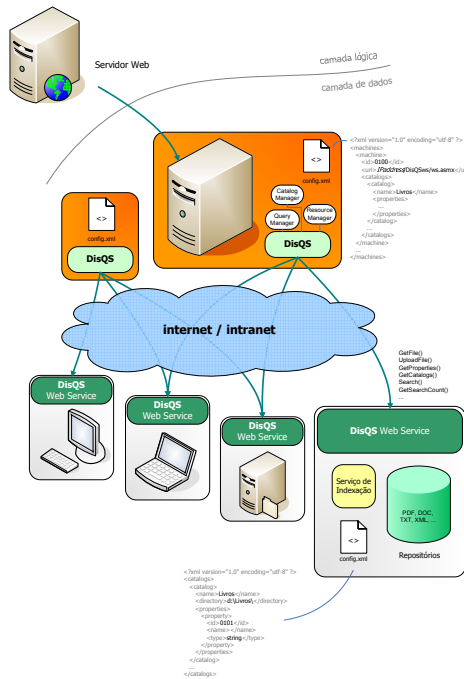 Servidor Web
camada lógica
camada de dados
<?xml version="1.0" encoding="utf-8" ?>
<machines>
<machine>
<id>0100</id>
<url>IPaddress/DisQSws/ws.asmx</u
<catalogs>
<catalog>
<name>Livros</name>
<properties>
...
</properties>
</catalog>
...
</catalogs>
</machine>
...
</machines>
config.xml
Catalog
Manager
Query
Manager
Resource
Manager
DisQS
config.xml
DisQS
internet / intranet
GetFile()
UploadFile()
GetProperties()
GetCatalogs()
Search()
GetSearchCount()
...
DisQS
Web Service
DisQS
Web Service
DisQS
Web Service
DisQS Web Service
Serviço de
Indexação
PDF, DOC,
TXT, XML, ...
config.xml
Repositórios
<?xml version="1.0" encoding="utf-8" ?>
<catalogs>
<catalog>
<name>Livros</name>
<directory>d:\Livros\</directory>
<properties>
<property>
<id>0101</id>
<name></name>
<type>string</type>
</property>
</properties>
</catalog>
...
</catalogs>